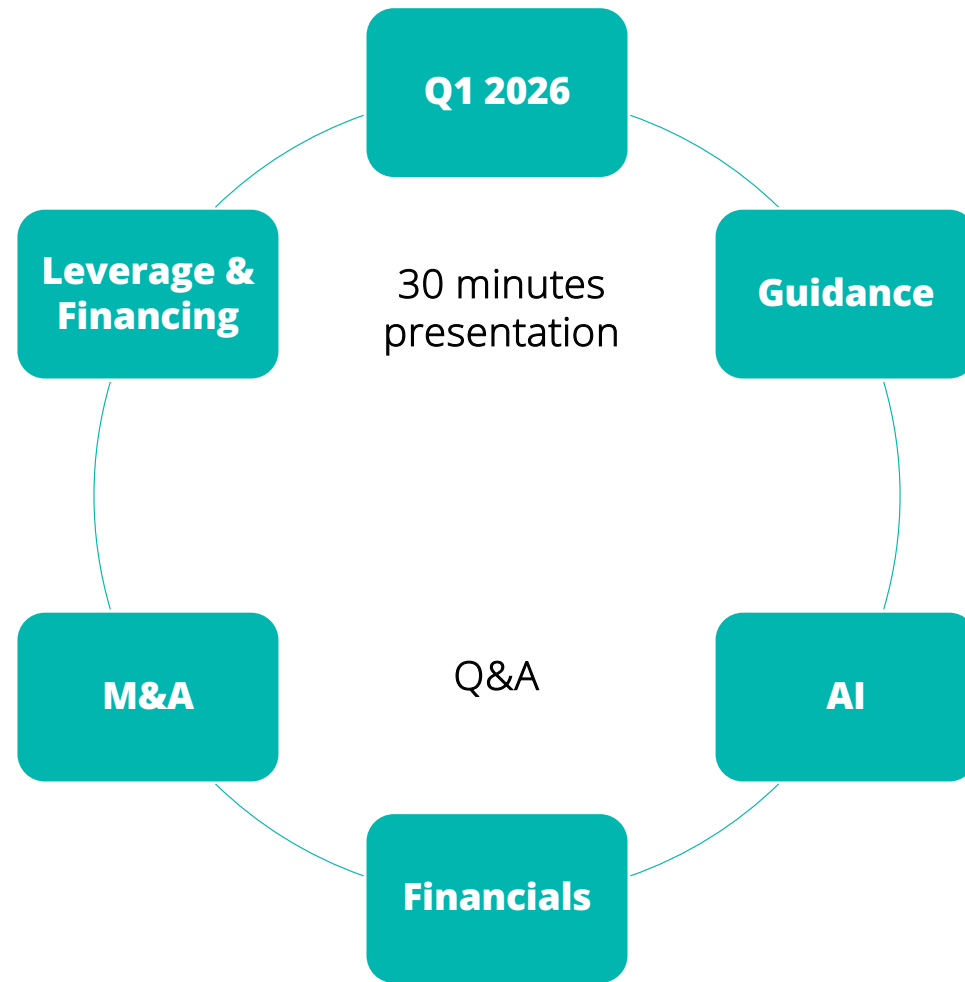 Q1 2026
Leverage &
Financing
30 minutes
presentation
Guidance
M&A
Q&A
AI
Financials